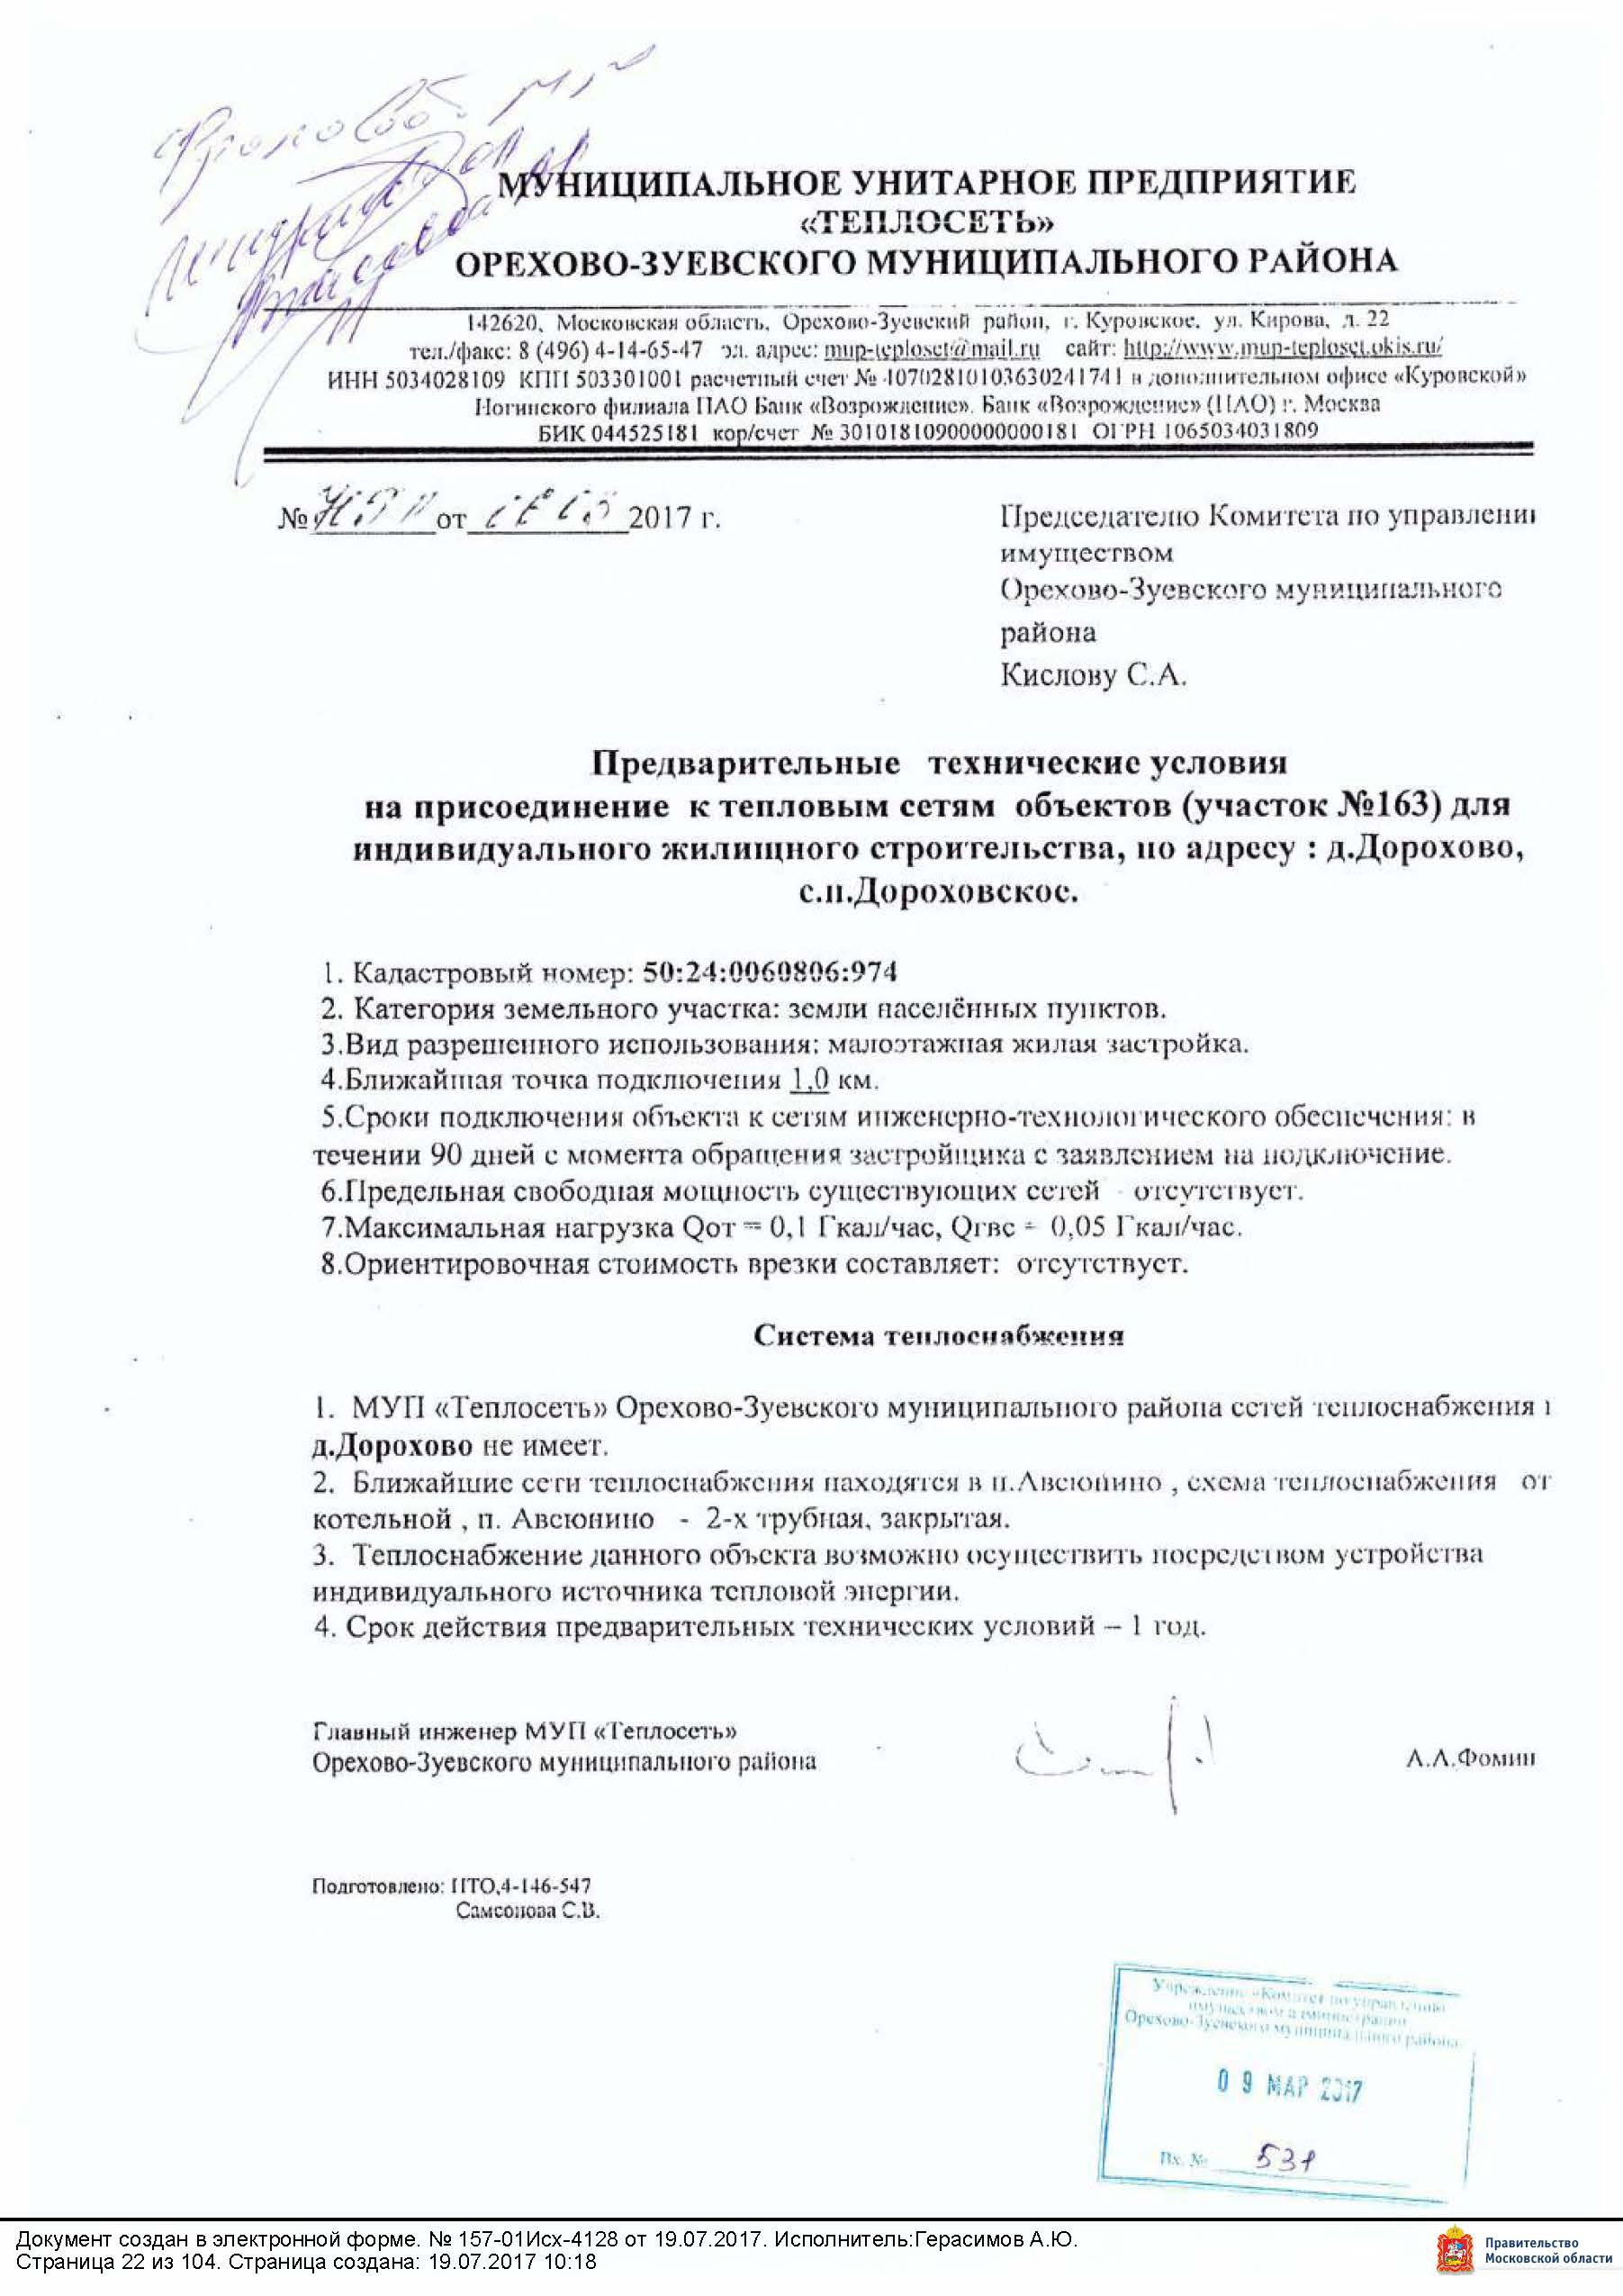 МУНИЦИПАЛЬНОЕ УНИТАРНОЕ ПРЕДПРИЯТИЕ
«ТЕПЛОСЕТЬ»
ОРЕХОВО-ЗУЕВСКОГО МУНИЦИПАЛЬНОГО РАЙОНА
142620, Московская область, Орехово-Зуевский район, г. Куровское, ул. Кирова, д. 22
тел./факс: 8 (496) 4-14-65-47 эл. адрес: mup-teploset@mail.ru сайт: http://www.mup-teploset.okis.ru/
ИНН 5034028109 КПП 503301001 расчетный счет № 40702810103630241741 в дополнительном офисе «Куровской»
Ногинского филиала ПАО Банк «Возрождение». Банк «Возрождение» (ПАО) г. Москва
БИК 044525181 кор/счет № 30101810900000000181 ОГРН 1065034031809
№ от 2017 г.
Председателю Комитета по управлени
имуществом
Орехово-Зуевского муниципального
района
Кислову С.А.
Предварительные технические условия
на присоединение к тепловым сетям объектов (участок №163) для
индивидуального жилищного строительства, по адресу : д.Дорохово,
с.п.Дороховское.
1. Кадастровый номер: 50:24:0060806:974
2. Категория земельного участка: земли населённых пунктов.
3.Вид разрешенного использования: малоэтажная жилая застройка.
4.Ближайшая точка подключения 1,0 км.
5.Сроки подключения объекта к сетям инженерно-технологического обеспечения: в
течении 90 дней с момента обращения застройщика с заявлением на подключение.
6.Предельная свободная мощность существующих сетей - отсутствует.
7.Максимальная нагрузка Qот = 0,1 Гкал/час, Qгвс = 0,05 Гкал/час.
8.Ориентировочная стоимость врезки составляет: отсутствует.
Система теплоснабжения
1. МУП «Теплосеть» Орехово-Зуевского муниципального района сетей теплоснабжения
д.Дорохово не имеет.
2. Ближайшие сети теплоснабжения находятся в п.Авсюнино , схема теплоснабжения от
котельной , п. Авсюнино - 2-х трубная, закрытая.
3. Теплоснабжение данного объекта возможно осуществить посредством устройства
индивидуального источника тепловой энергии.
4. Срок действия предварительных технических условий – 1 год.
Главный инженер МУП «Теплосеть»
Орехово-Зуевского муниципального района
А.А.Фомин
Подготовлено: ПТО,4-146-547
Самсонова С.В.
Учреждение «Комитет по управлению
имуществом администрации
Орехово-Зуевского муниципального района
09 МАР 2017
Вх. № 531
Документ создан в электронной форме. № 157-01Исх-4128 от 19.07.2017. Исполнитель:Герасимов А.Ю.
Страница 22 из 104. Страница создана: 19.07.2017 10:18
Правительство
Московской области